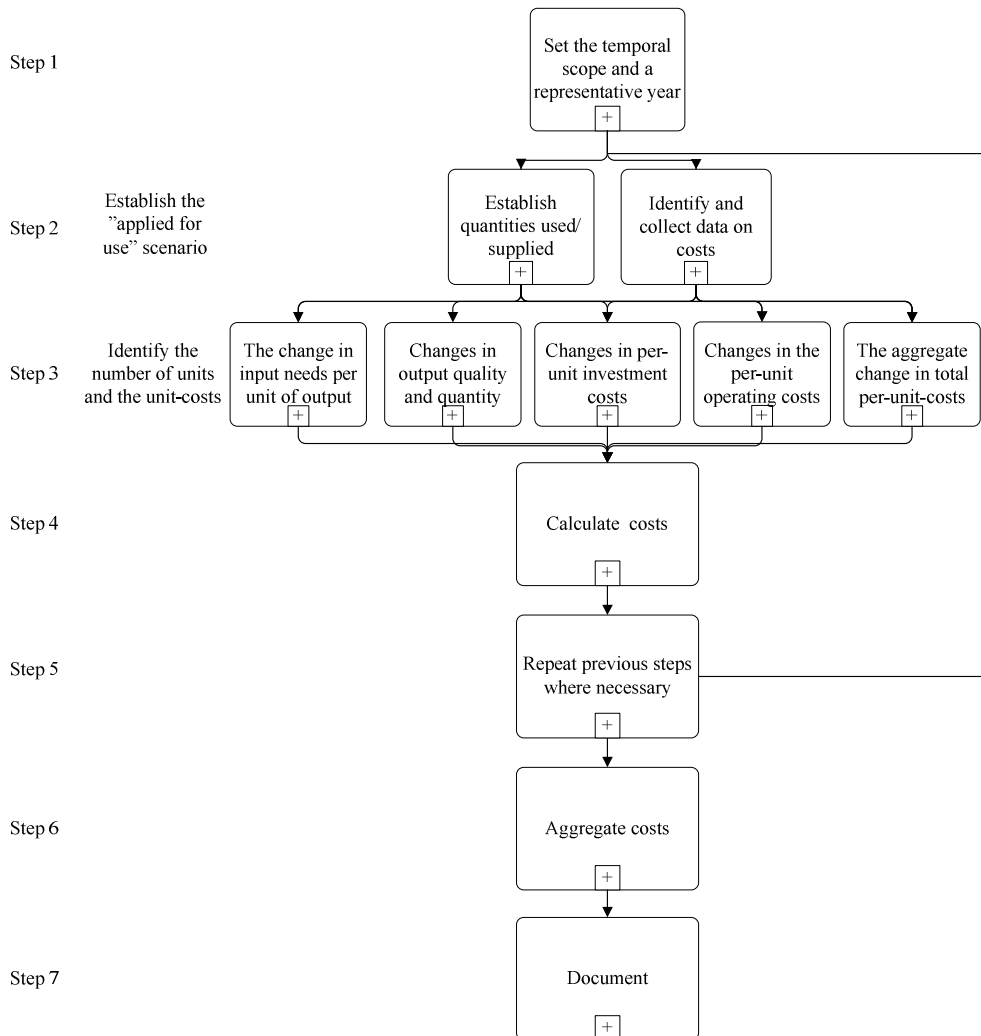 Step 1
Set the temporal
scope and a
representative year
+
Step 2
Establish the
”applied for
use” scenario
Establish
quantities used/
supplied
+
Identify and
collect data on
costs
+
Step 3
Identify the
number of units
and the unit-costs
The change in
input needs per
unit of output
+
Changes in
output quality
and quantity
+
Changes in per-
unit investment
costs
+
Changes in the
per-unit
operating costs
+
The aggregate
change in total
per-unit-costs
+
Step 4
Calculate costs
+
Step 5
Repeat previous steps
where necessary
+
Step 6
Aggregate costs
+
Step 7
Document
+